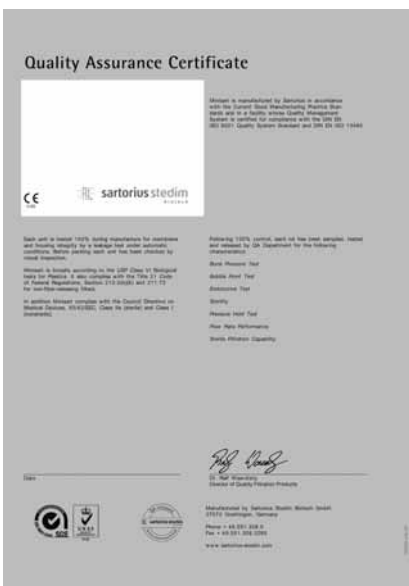 Quality Assurance Certificate
Minisart is manufactured by Sartorius in accordance
with the Current Good Manufacturing Practice Stan-
dards and in a facility whose Quality Management
System is certified for compliance with the DIN EN
ISO 9001 Quality System Standard and DIN EN ISO 13485
CE
sartorius stedim
Each unit is tested 100% during manufacture for membrane
and housing integrity by a leakage test under automatic
conditions. Before packing each unit has been checked by
visual inspection.
Minisart is biosafe according to the USP Class VI Biological
tests for Plastics. It also complies with the Title 21 Code
of Federal Regulations, Section and 211.72
for non-fiber-releasing filters.
In addition Minisart complies with the Council Directive on
Medical Devices, 93/42/EEC, Class IIa (sterile) and Class I
(nonsterile).
Following 100% control, each lot has been sampled, tested
and released by QA Department for the following
characteristics:
Burst Pressure Test
Bubble Point Test
Endotoxine Test
Sterility
Pressure Hold Test
Flow Rate Performance
Sterile Filtration Capability
Date
Dr.
Director of Quality Filtration Products
SGS
UKAS
sartorius stedim
Manufactured by Sartorius Stedim Biotech GmbH
37070 Goettingen, Germany
Phone + 49.551.308.0
Fax + 49.551.308.3289
www.sartorius-stedim.com